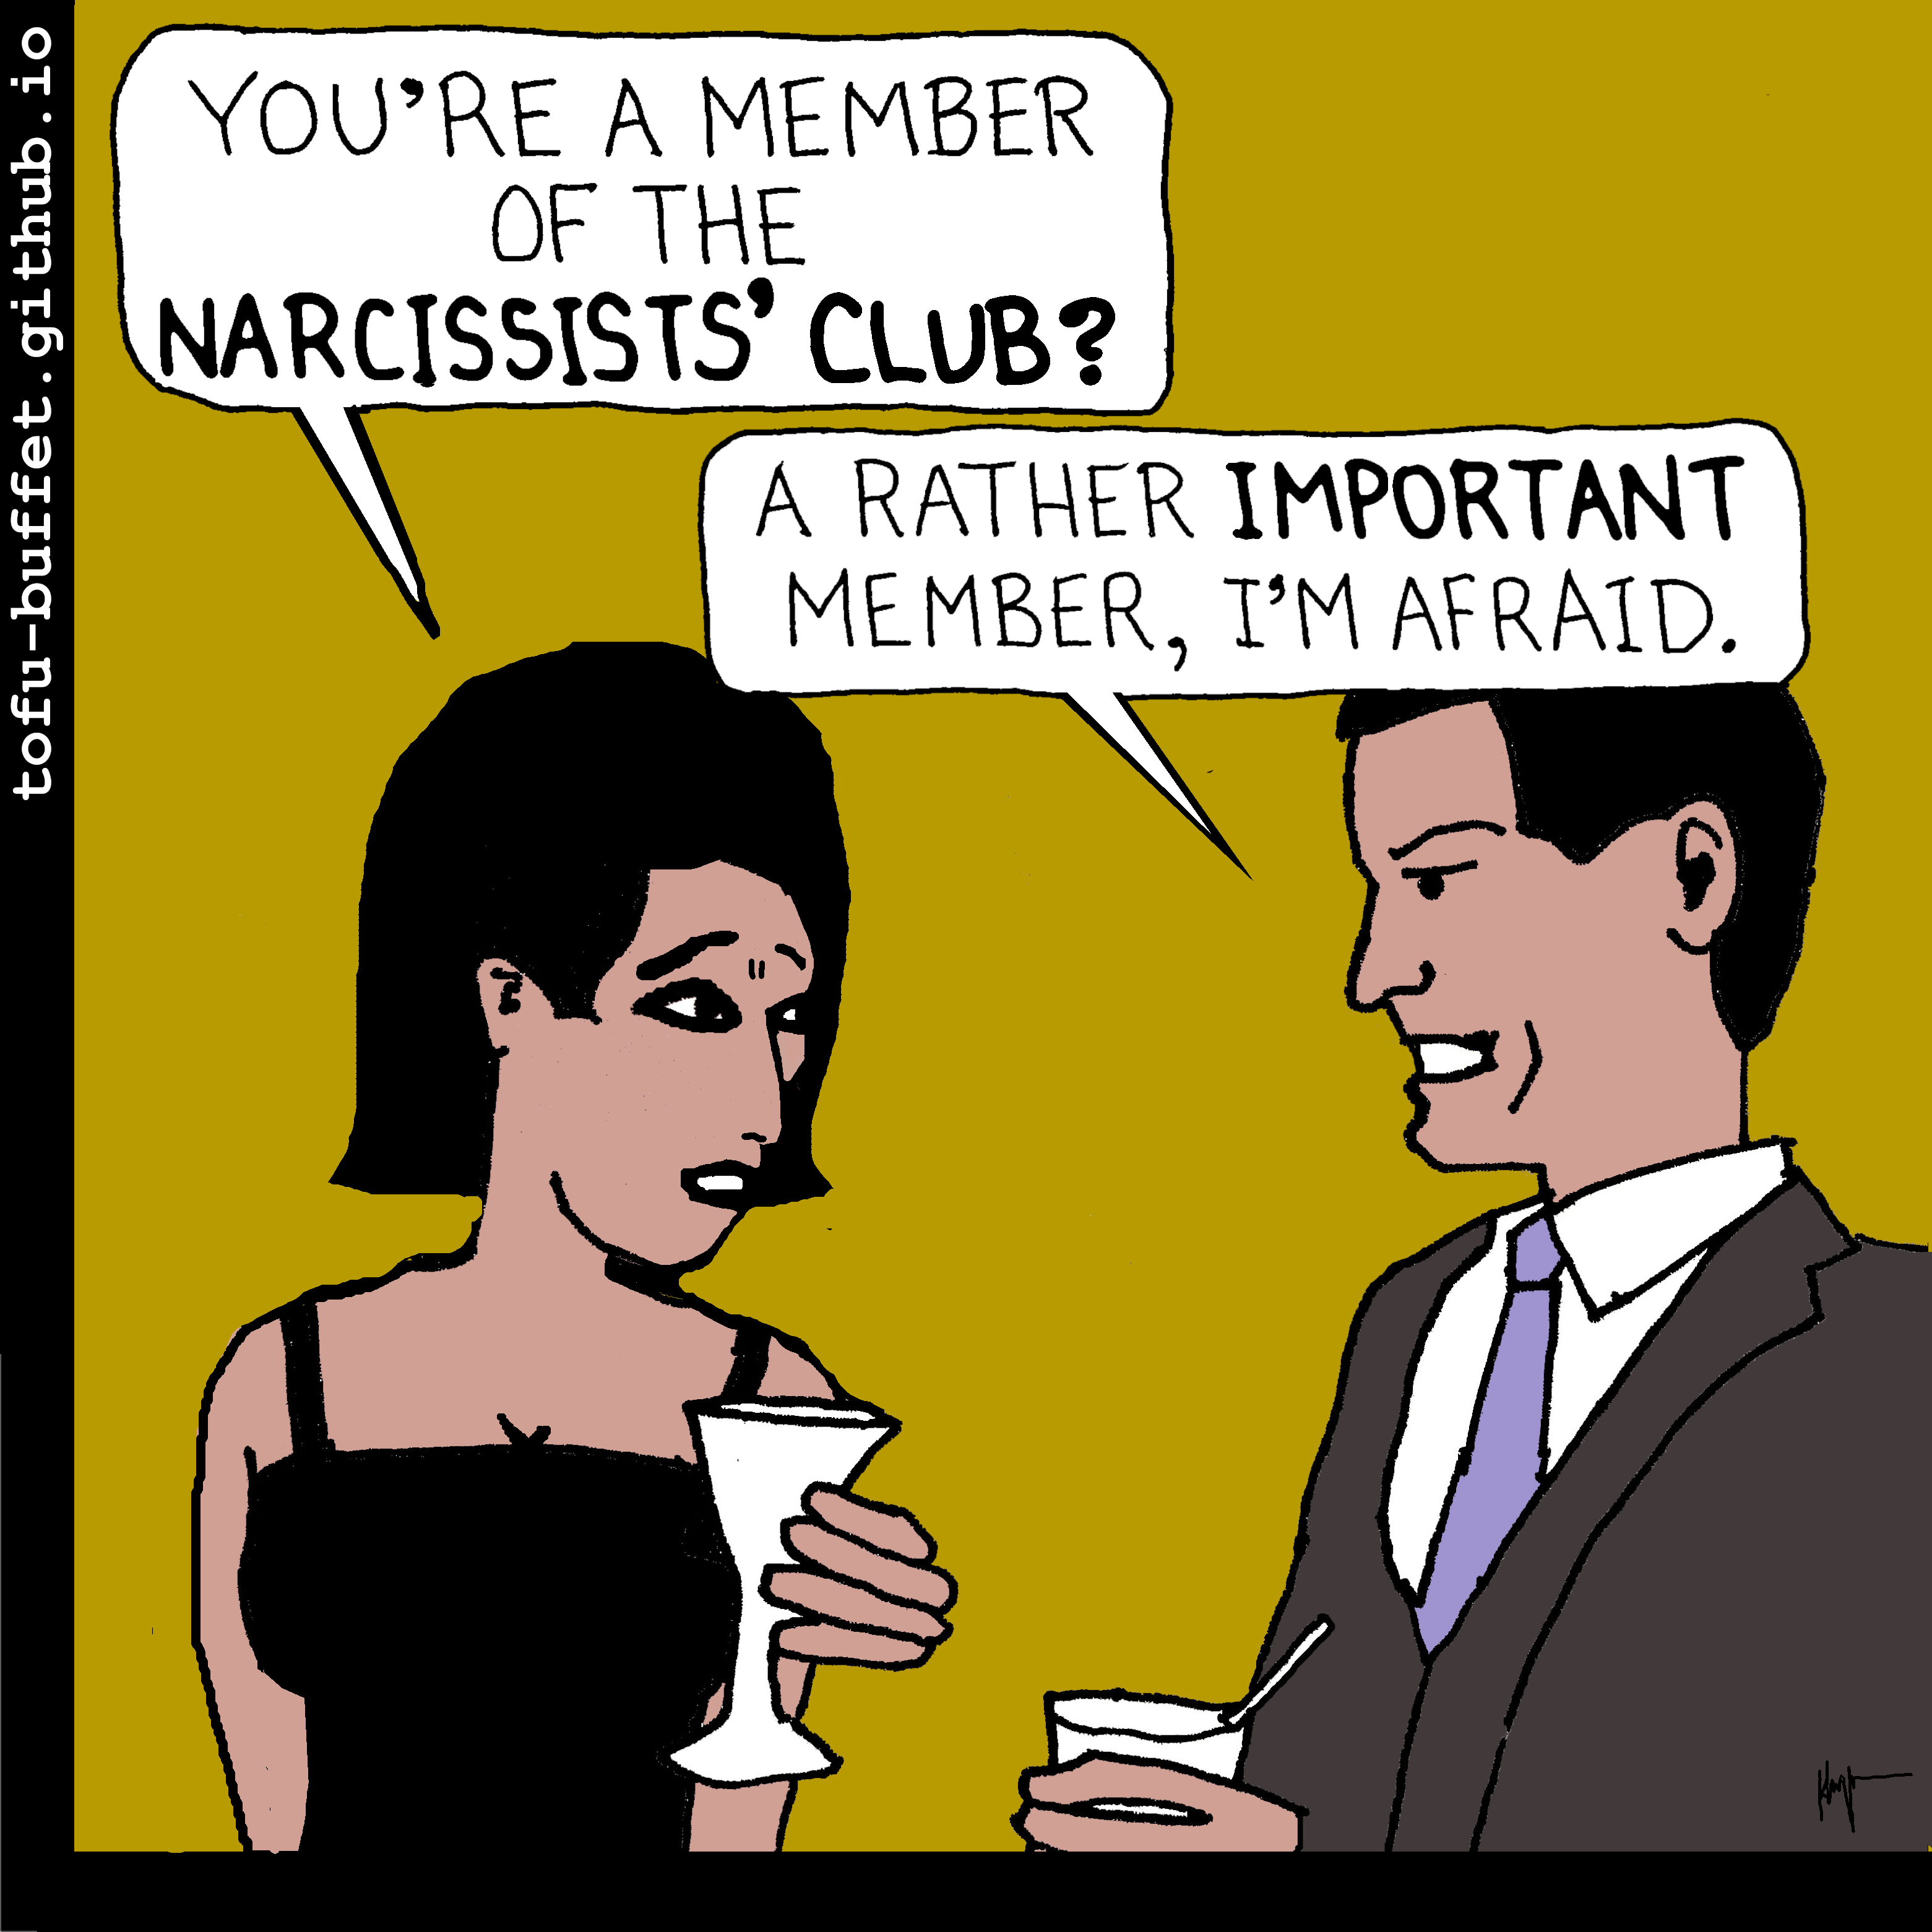 tofu-buffet.github.io
YOU'RE A MEMBER
OF THE
NARCISSISTS' CLUB?
A RATHER IMPORTANT
MEMBER, I'M AFRAID.